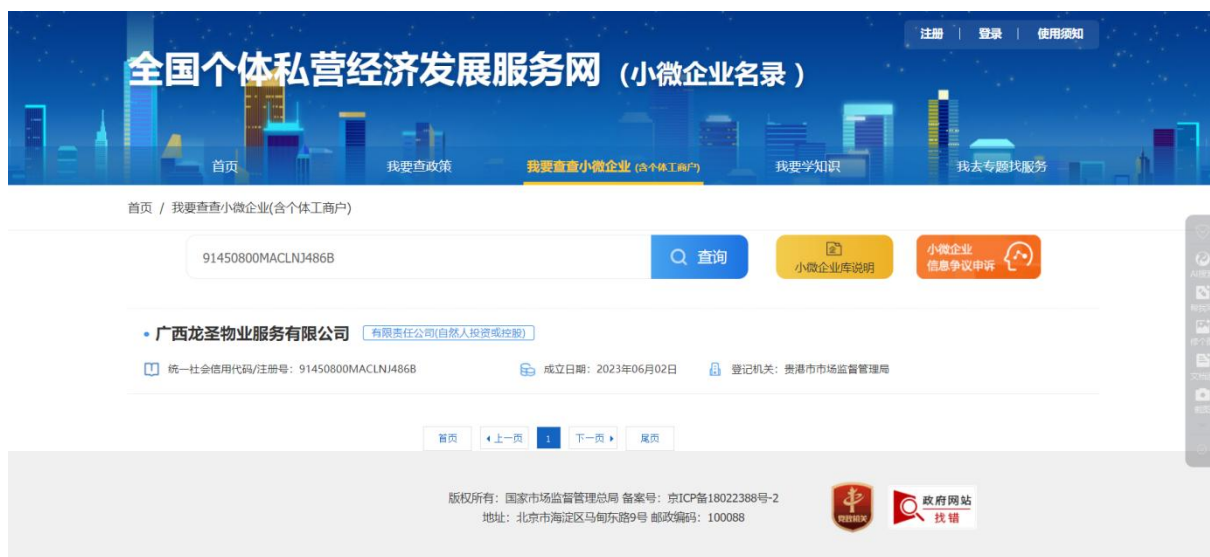 注册 | 登录 | 使用须知
全国个体私营经济发展服务网（小微企业名录）
首页 我要查政策 我要查查小微企业 (含个体工商户) 我要学知识 我去专题找服务
首页 / 我要查查小微企业(含个体工商户)
91450800MACLNJ486B 查询 小微企业库说明 小微企业
信息争议申诉
广西龙圣物业服务有限公司 有限责任公司(自然人投资或控股)
统一社会信用代码/注册号：91450800MACLNJ486B 成立日期：2023年06月02日 登记机关：贵港市市场监督管理局
首页 上一页 1 下一页 尾页
版权所有：国家市场监督管理总局 备案号：京ICP备18022388号-2
地址：北京市海淀区马甸东路9号 邮政编码：100088
党政机关
政府网站
找错